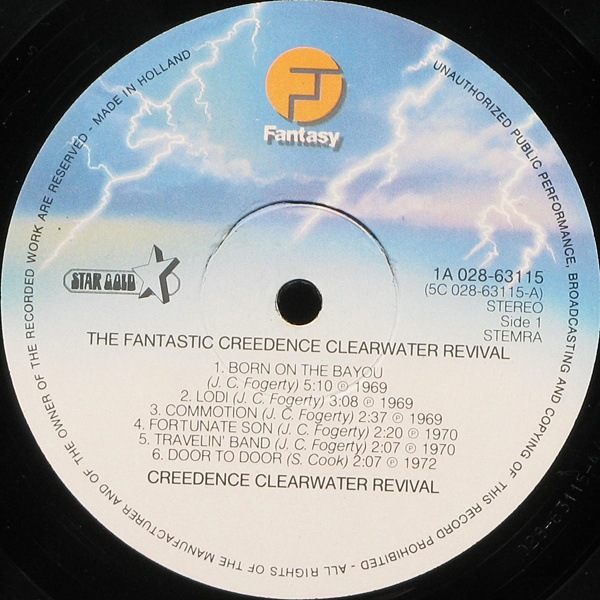 Fantasy
ALL RIGHTS OF THE MANUFACTURER AND OF THE OWNER OF THE RECORDED WORK ARE RESERVED - MADE IN HOLLAND
UNAUTHORIZED PUBLIC PERFORMANCE, BROADCASTING AND COPYING OF THIS RECORD PROHIBITED -
STAR GOLD
1A 028-63115
(5C 028-63115-A)
STEREO
Side 1
STEMRA
THE FANTASTIC CREEDENCE CLEARWATER REVIVAL
1. BORN ON THE BAYOU
(J. C. Fogerty) 5:10 ℗ 1969
2. LODI (J. C. Fogerty) 3:08 ℗ 1969
3. COMMOTION (J. C. Fogerty) 2:37 ℗ 1969
4. FORTUNATE SON (J. C. Fogerty) 2:20 ℗ 1970
5. TRAVELIN' BAND (J. C. Fogerty) 2:07 ℗ 1970
6. DOOR TO DOOR (S. Cook) 2:07 ℗ 1972
CREEDENCE CLEARWATER REVIVAL